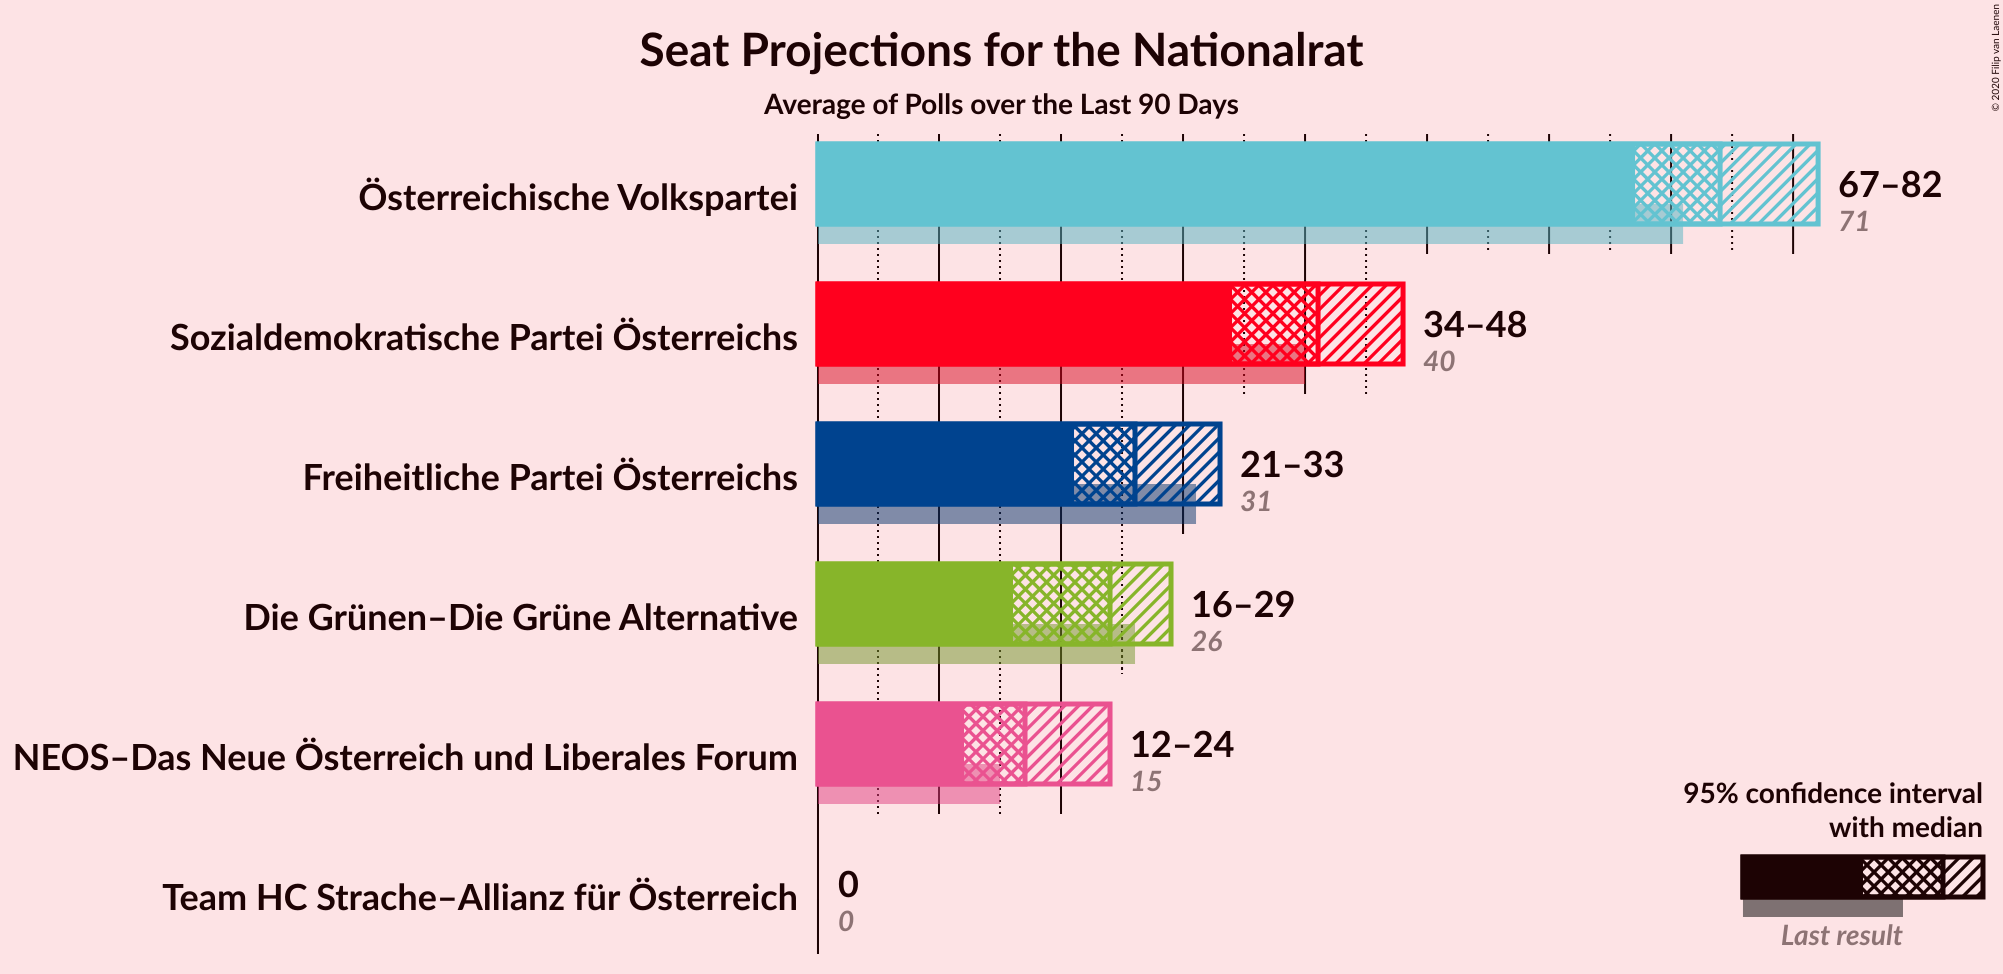 Seat Projections for the Nationalrat
Average of Polls over the Last 90 Days
© 2020 Filip van Laenen
Österreichische Volkspartei
67–82
71
Sozialdemokratische Partei Österreichs
34–48
40
Freiheitliche Partei Österreichs
21–33
31
Die Grünen–Die Grüne Alternative
16–29
26
NEOS–Das Neue Österreich und Liberales Forum
12–24
15
Team HC Strache–Allianz für Österreich
0
0
95% confidence interval
with median
Last result